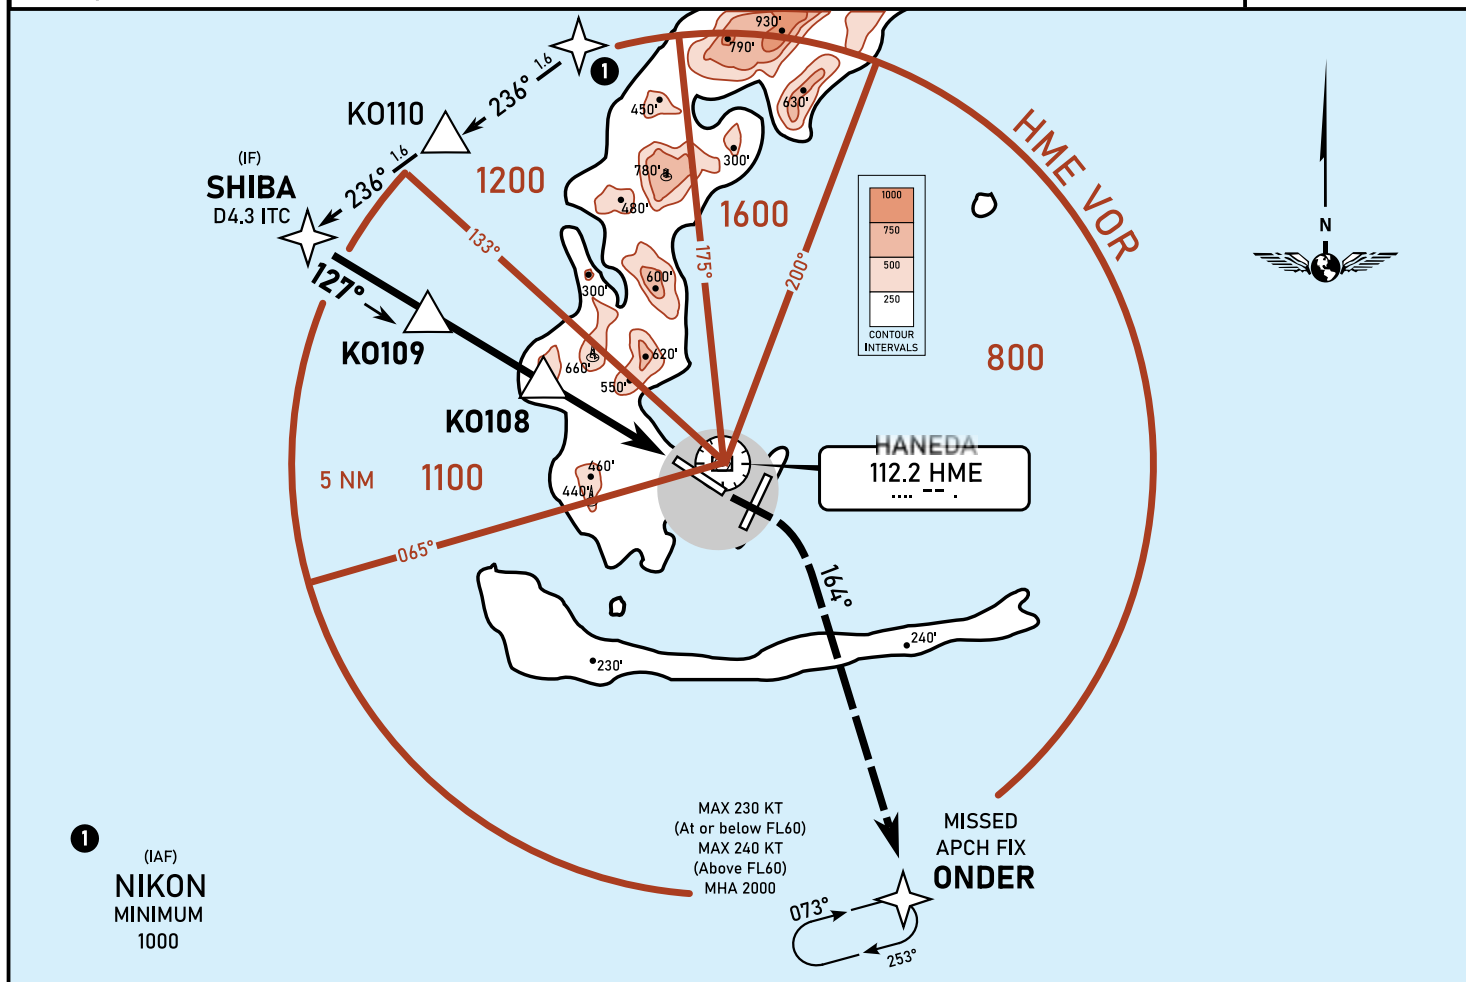 930'
790'
1
1.6
236°
KO110
450'
630'
HME VOR
1.6
236°
(IF)
SHIBA
D4.3 ITC
1200
780'
300'
480'
1600
1000
750
500
250
CONTOUR
INTERVALS
N
133°
175°
200°
127°
300'
600'
KO109
660'
620'
550'
800
KO108
HANEDA
112.2 HME
.... -- .
5 NM
1100
460'
440'
065°
164°
230'
240'
MAX 230 KT
(At or below FL60)
MAX 240 KT
(Above FL60)
MHA 2000
MISSED
APCH FIX
ONDER
073°
253°
1
(IAF)
NIKON
MINIMUM
1000